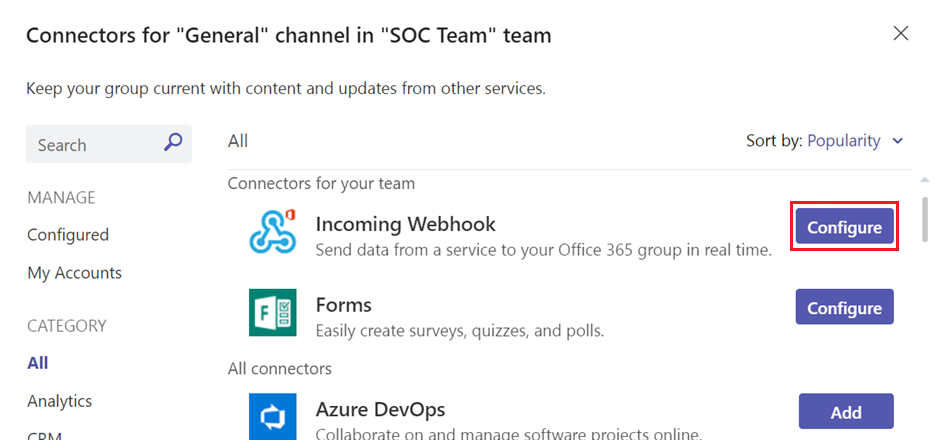 Connectors for "General" channel in "SOC Team" team
Keep your group current with content and updates from other services.
Search
All
Sort by: Popularity
MANAGE
Configured
My Accounts
CATEGORY
All
Analytics
CRM
Connectors for your team
Incoming Webhook
Send data from a service to your Office 365 group in real time.
Configure
Forms
Easily create surveys, quizzes, and polls.
Configure
All connectors
Azure DevOps
Collaborate on and manage software projects online.
Add